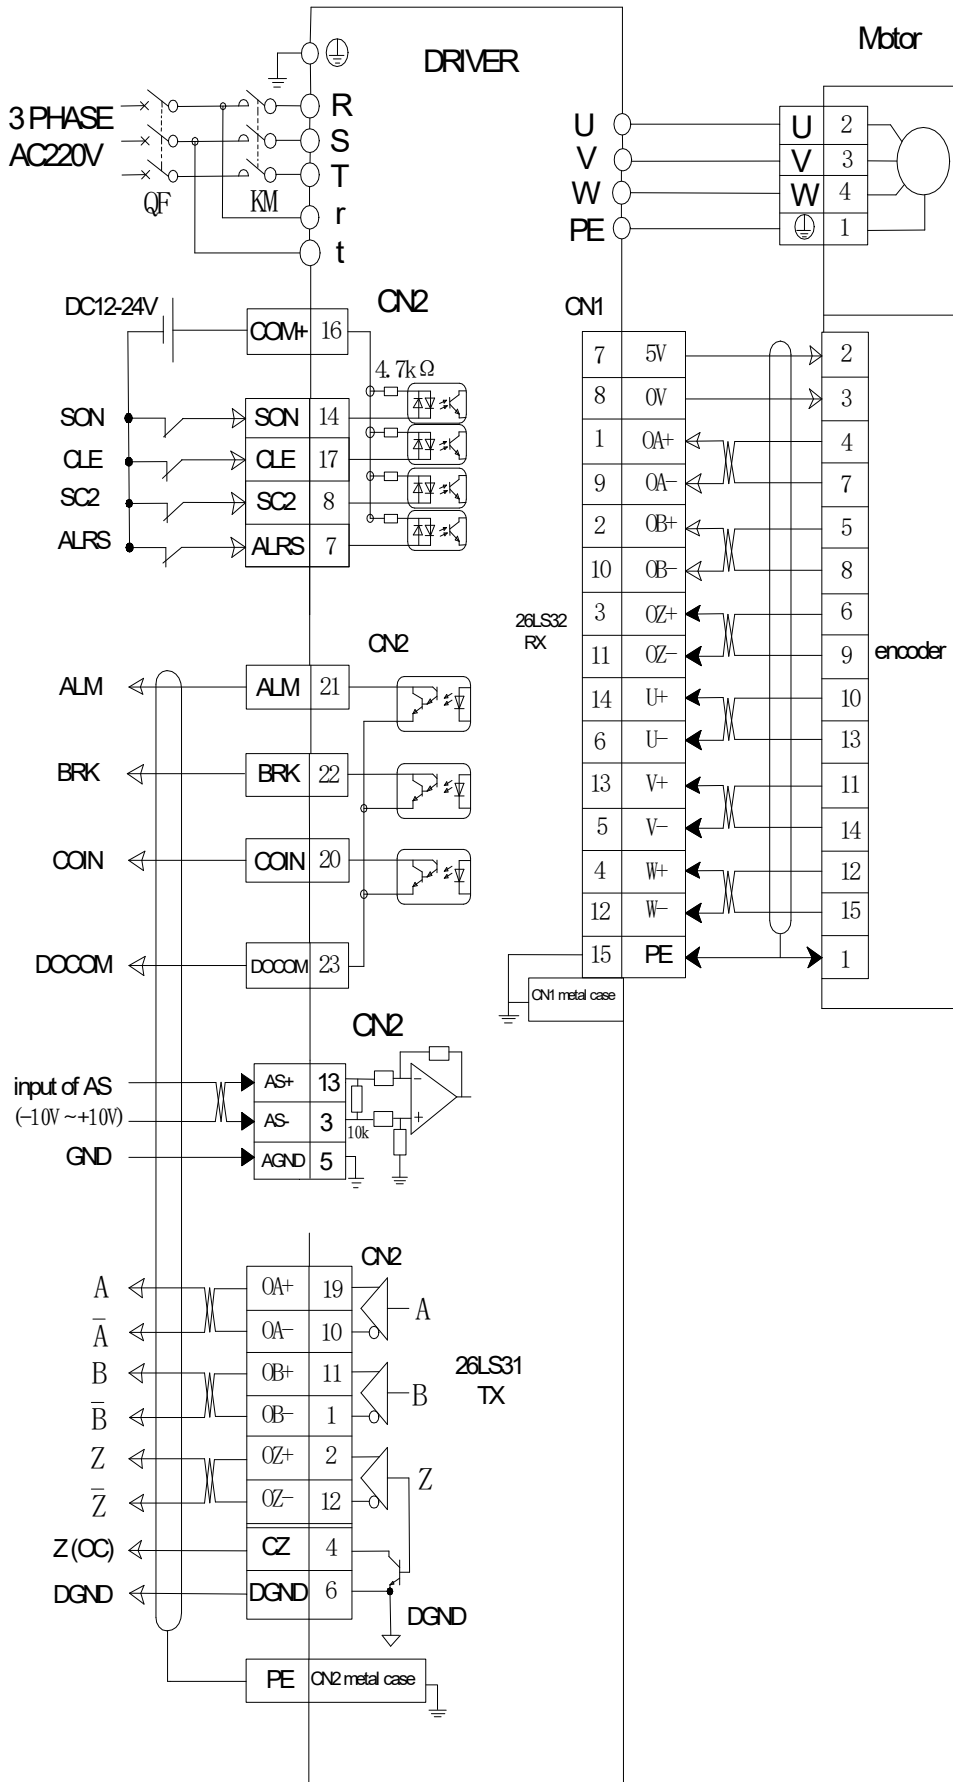 DRIVER
Motor
3 PHASE
AC220V
QF
KM
R
S
T
r
t
U
V
W
PE
U 2
V 3
W 4
1
DC12-24V
CN2
COM+ 16
4.7kΩ
SON SON 14
CLE CLE 17
SC2 SC2 8
ALRS ALRS 7
CN2
ALM ALM 21
BRK BRK 22
COIN COIN 20
DOCOM DOCOM 23
CN1
7 5V 2
8 0V 3
1 OA+ 4
9 OA- 7
2 OB+ 5
10 OB- 8
3 OZ+ 6
11 OZ- 9
14 U+ 10
6 U- 13
13 V+ 11
5 V- 14
4 W+ 12
12 W- 15
15 PE 1
26LS32
RX
encoder
CN1 metal case
CN2
input of AS
(-10V~+10V)
GND
AS+ 13
AS- 3
AGND 5
10k
-
+
CN2
A OA+ 19
A̅ OA- 10
A
B OB+ 11
B̅ OB- 1
B
Z OZ+ 2
Z̅ OZ- 12
Z
26LS31
TX
Z(OC) CZ 4
DGND DGND 6
DGND
PE CN2 metal case